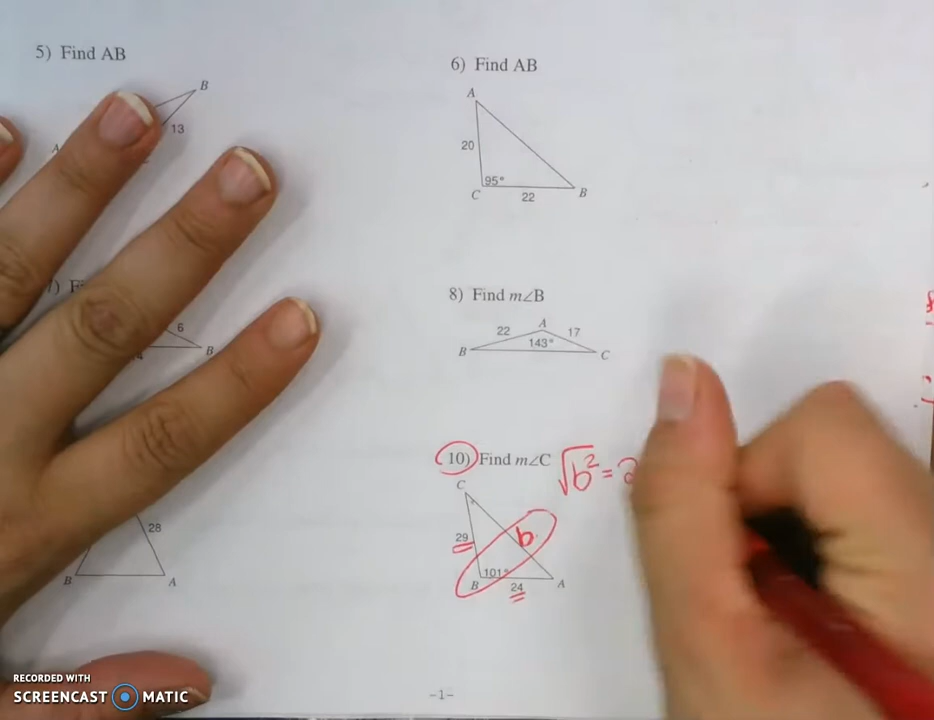 5) Find AB
B
13
A
6) Find AB
A
20
95°
C
22
B
6
B
8) Find m∠B
22
A
17
143°
B
C
10) Find m∠C
√b² = 2
C
29
b
101°
B
24
A
28
B
A
-1-
RECORDED WITH
SCREENCAST MATIC